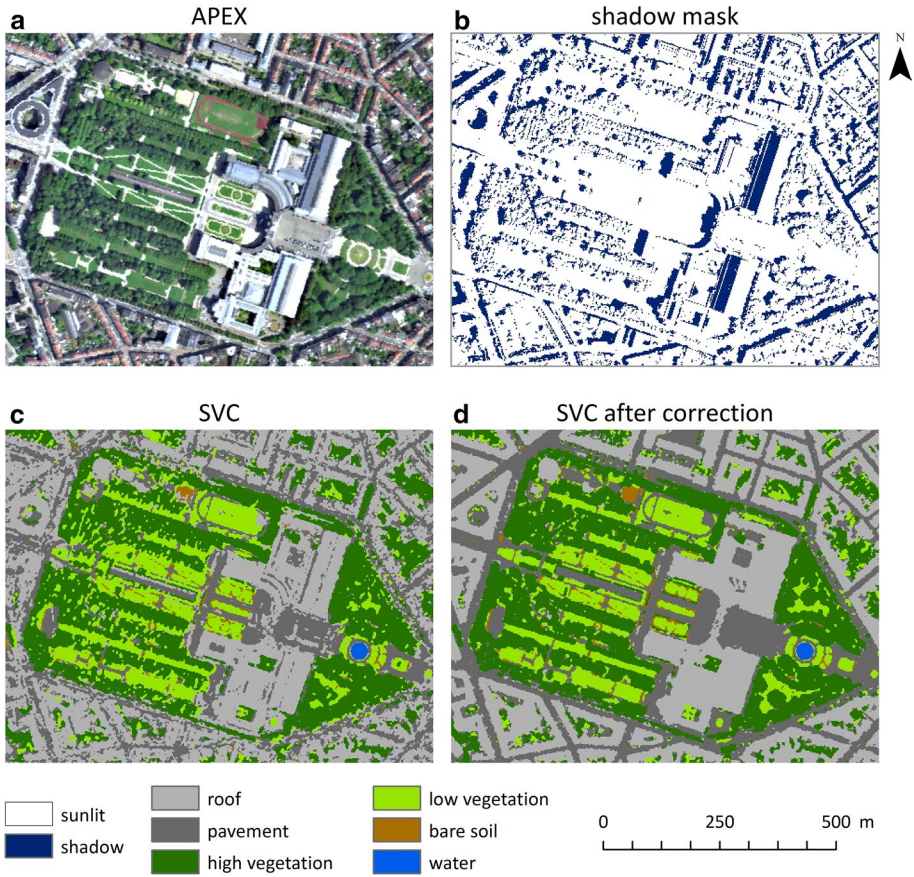 a APEX
b shadow mask
N
c SVC
d SVC after correction
sunlit
shadow
roof
pavement
high vegetation
low vegetation
bare soil
water
0 250 500 m